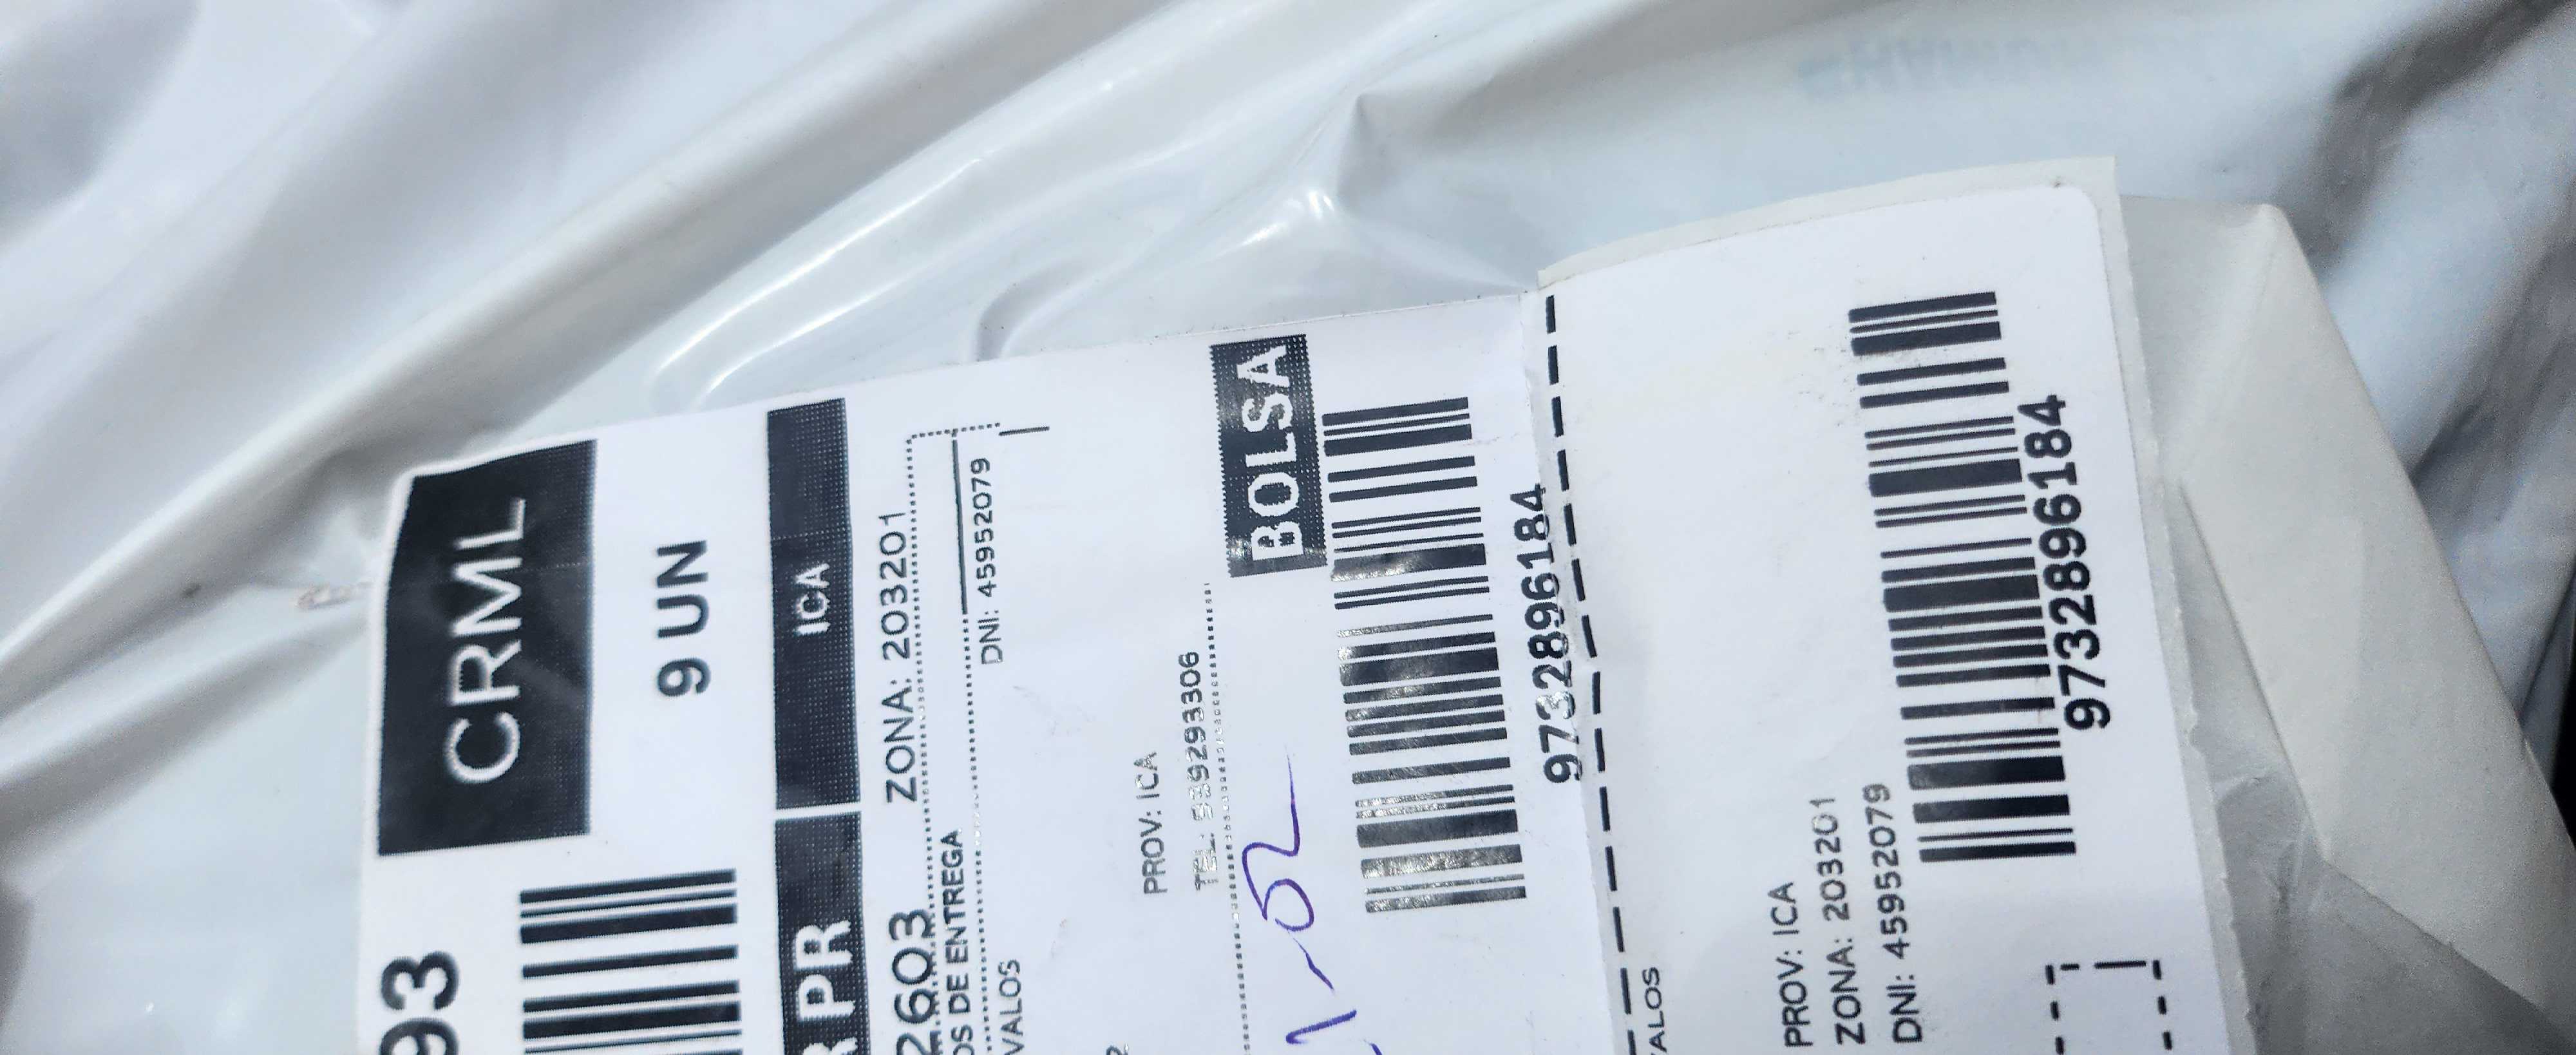 93
CRML
9 UN
R PR
ICA
2603
ZONA: 203201
OS DE ENTREGA
VALOS
DNI: 45952079
PROV: ICA
BOLSA
9732896184
VALOS
PROV: ICA
ZONA: 203201
DNI: 45952079
9732896184